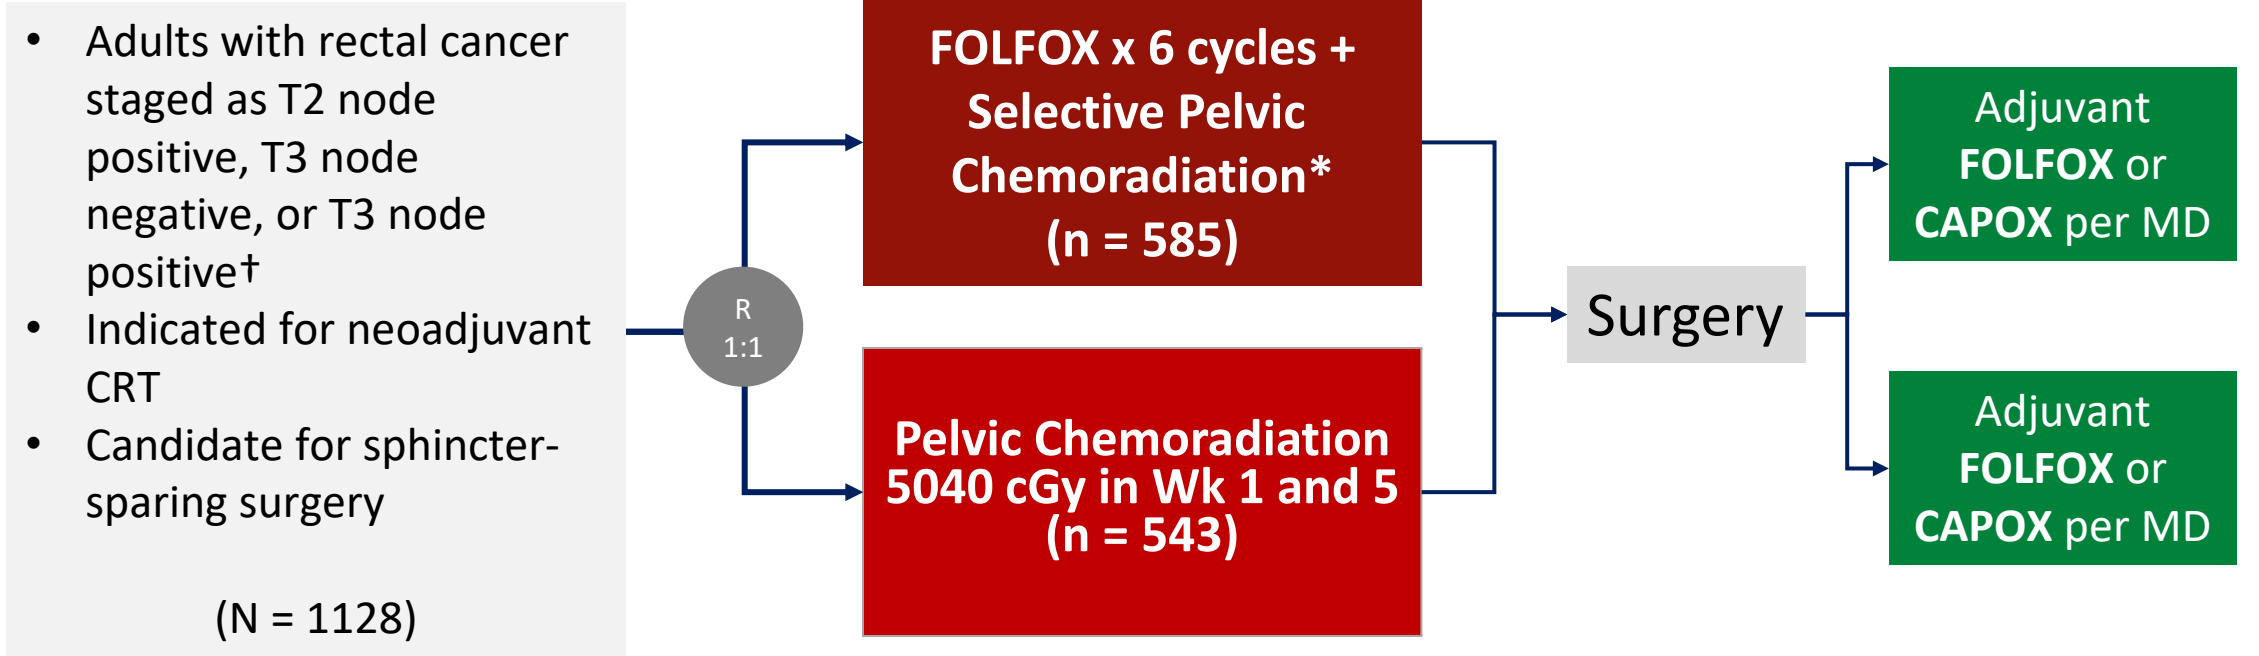 • Adults with rectal cancer
staged as T2 node
positive, T3 node
negative, or T3 node
positive†
• Indicated for neoadjuvant
CRT
• Candidate for sphincter-
sparing surgery
(N = 1128)
R
1:1
FOLFOX x 6 cycles +
Selective Pelvic
Chemoradiation*
(n = 585)
Pelvic Chemoradiation
5040 cGy in Wk 1 and 5
(n = 543)
Surgery
Adjuvant
FOLFOX or
CAPOX per MD
Adjuvant
FOLFOX or
CAPOX per MD